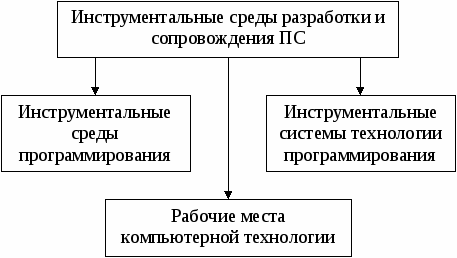 Инструментальные среды разработки и
сопровождения ПС
Инструментальные
среды
программирования
Инструментальные
системы технологии
программирования
Рабочие места
компьютерной технологии